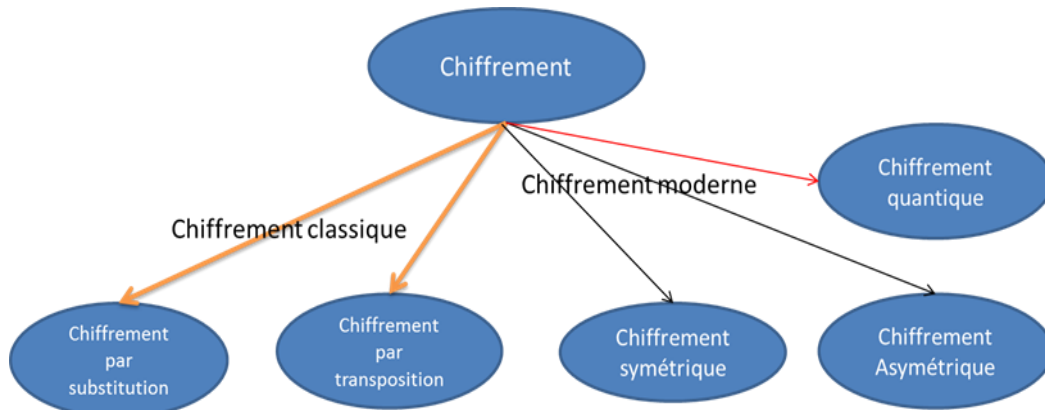 Chiffrement
Chiffrement
quantique
Chiffrement moderne
Chiffrement classique
Chiffrement
par
substitution
Chiffrement
par
transposition
Chiffrement
symétrique
Chiffrement
Asymétrique